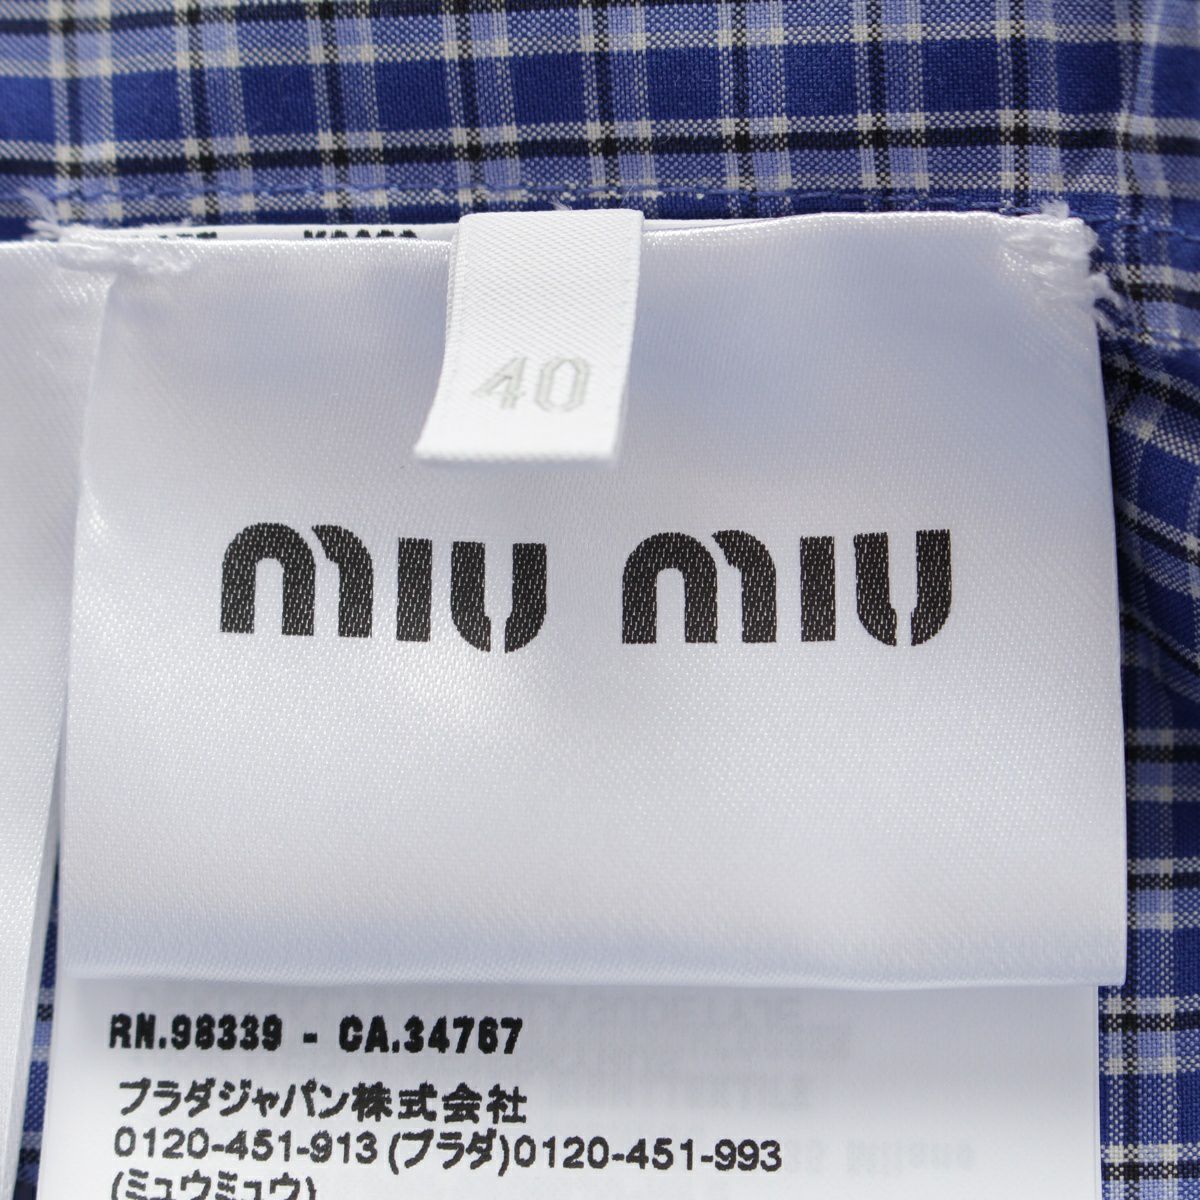 40
miu miu
RN.98339 - CA.34767
プラダジャパン株式会社
0120-451-913 (プラダ)0120-451-993
(ミュウミュウ)